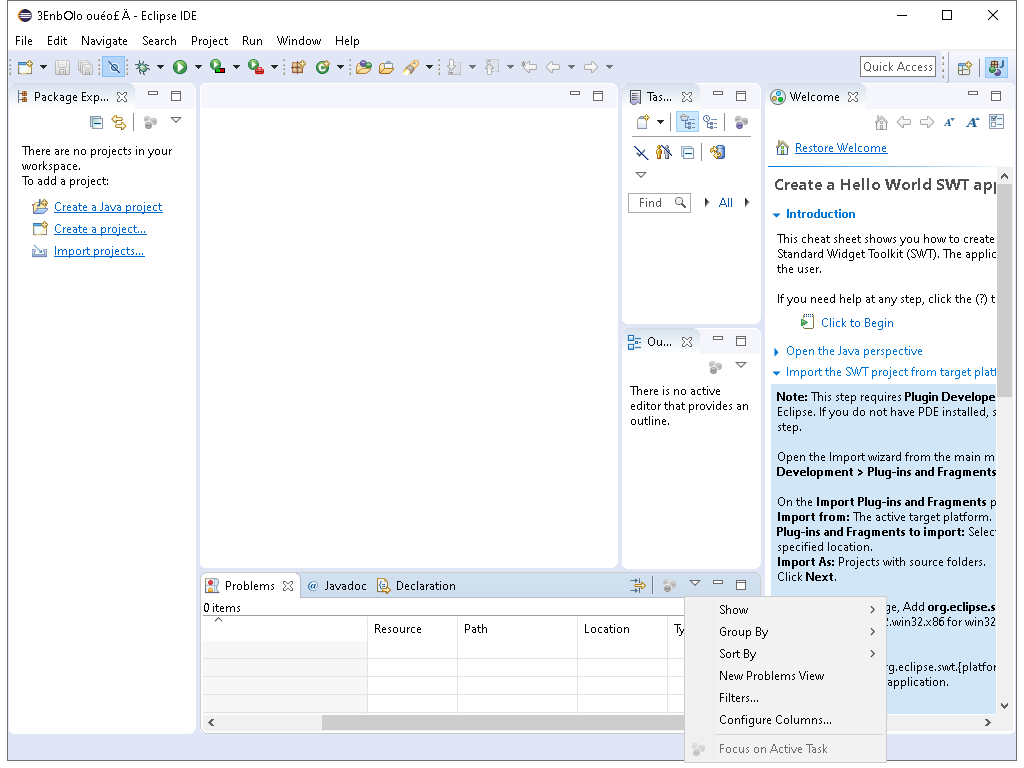 3EnbOlo ouéo£Ä - Eclipse IDE
File Edit Navigate Search Project Run Window Help
Quick Access
Package Exp...
There are no projects in your
workspace.
To add a project:
Create a Java project
Create a project...
Import projects...
Tas...
Find
All
Ou...
There is no active
editor that provides an
outline.
Welcome
Restore Welcome
Create a Hello World SWT app
Introduction
This cheat sheet shows you how to create
Standard Widget Toolkit (SWT). The applic
the user.
If you need help at any step, click the (?) t
Click to Begin
Open the Java perspective
Import the SWT project from target platf
Note: This step requires Plugin Develope
Eclipse. If you do not have PDE installed, s
step.
Open the Import wizard from the main m
Development > Plug-ins and Fragments
On the Import Plug-ins and Fragments p
Import from: The active target platform.
Plug-ins and Fragments to import: Selec
specified location.
Import As: Projects with source folders.
Click Next.
ge, Add org.eclipse.s
2.win32.x86 for win32
rg.eclipse.swt.{platfor
application.
Problems @ Javadoc Declaration
0 items
Resource Path Location Ty
Show
Group By
Sort By
New Problems View
Filters...
Configure Columns...
Focus on Active Task